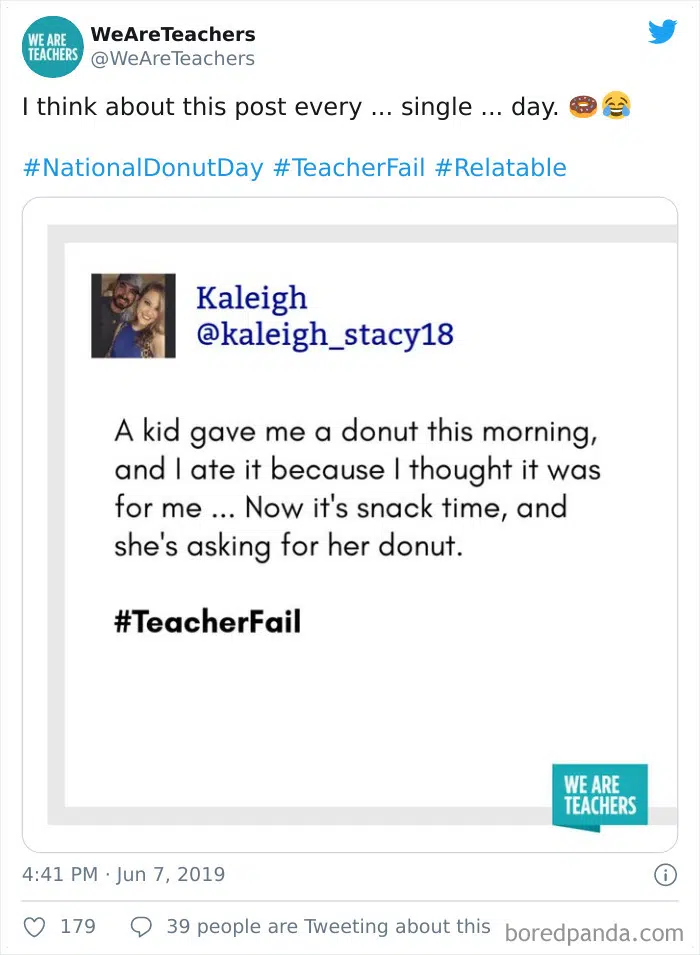 WE ARE
TEACHERS
WeAreTeachers
@WeAreTeachers
I think about this post every ... single ... day. 🍩😂
#NationalDonutDay #TeacherFail #Relatable
Kaleigh
@kaleigh_stacy18
A kid gave me a donut this morning,
and I ate it because I thought it was
for me ... Now it's snack time, and
she's asking for her donut.
#TeacherFail
WE ARE
TEACHERS
4:41 PM · Jun 7, 2019
179
39 people are Tweeting about this
boredpanda.com